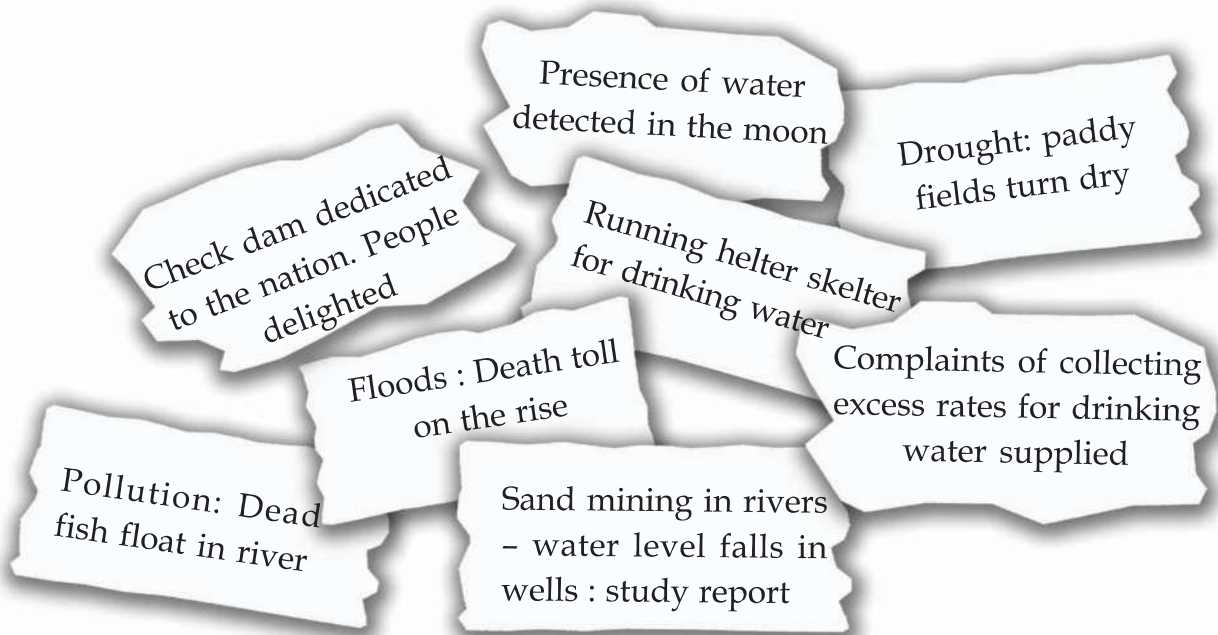 Presence of water
detected in the moon
Drought: paddy
fields turn dry
Check dam dedicated
to the nation. People
delighted
Running helter skelter
for drinking water
Floods : Death toll
on the rise
Complaints of collecting
excess rates for drinking
water supplied
Pollution: Dead
fish float in river
Sand mining in rivers
– water level falls in
wells : study report